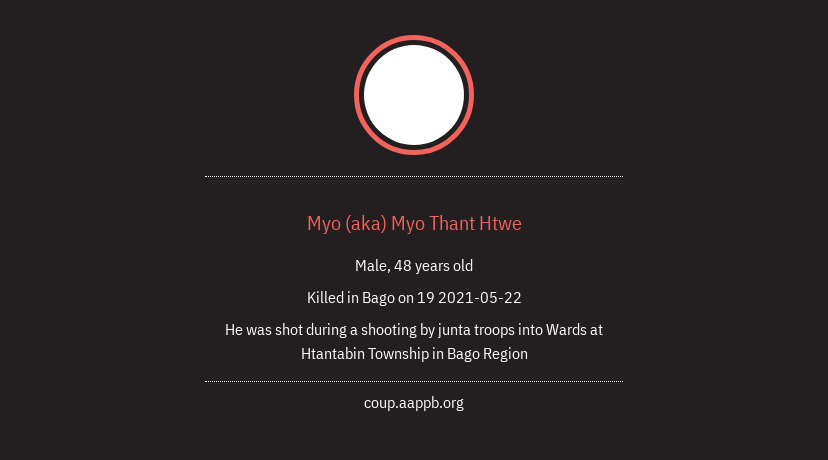 Myo (aka) Myo Thant Htwe
Male, 48 years old
Killed in Bago on 19 2021-05-22
He was shot during a shooting by junta troops into Wards at
Htantabin Township in Bago Region
coup.aappb.org